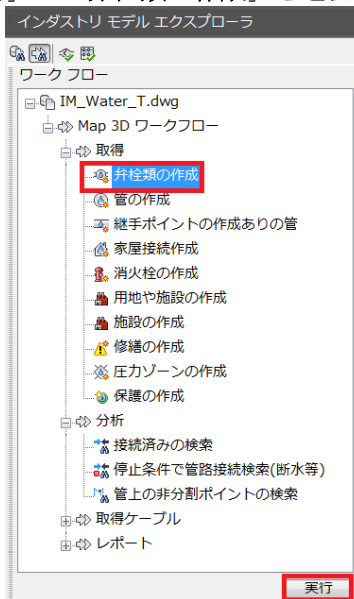 インダストリ モデル エクスプローラ
ワーク フロー
IM_Water_T.dwg
Map 3D ワークフロー
取得
弁栓類の作成
管の作成
継手ポイントの作成ありの管
家屋接続作成
消火栓の作成
用地や施設の作成
施設の作成
修繕の作成
圧力ゾーンの作成
保護の作成
分析
接続済みの検索
停止条件で管路接続検索(断水等)
管上の非分割ポイントの検索
取得ケーブル
レポート
実行